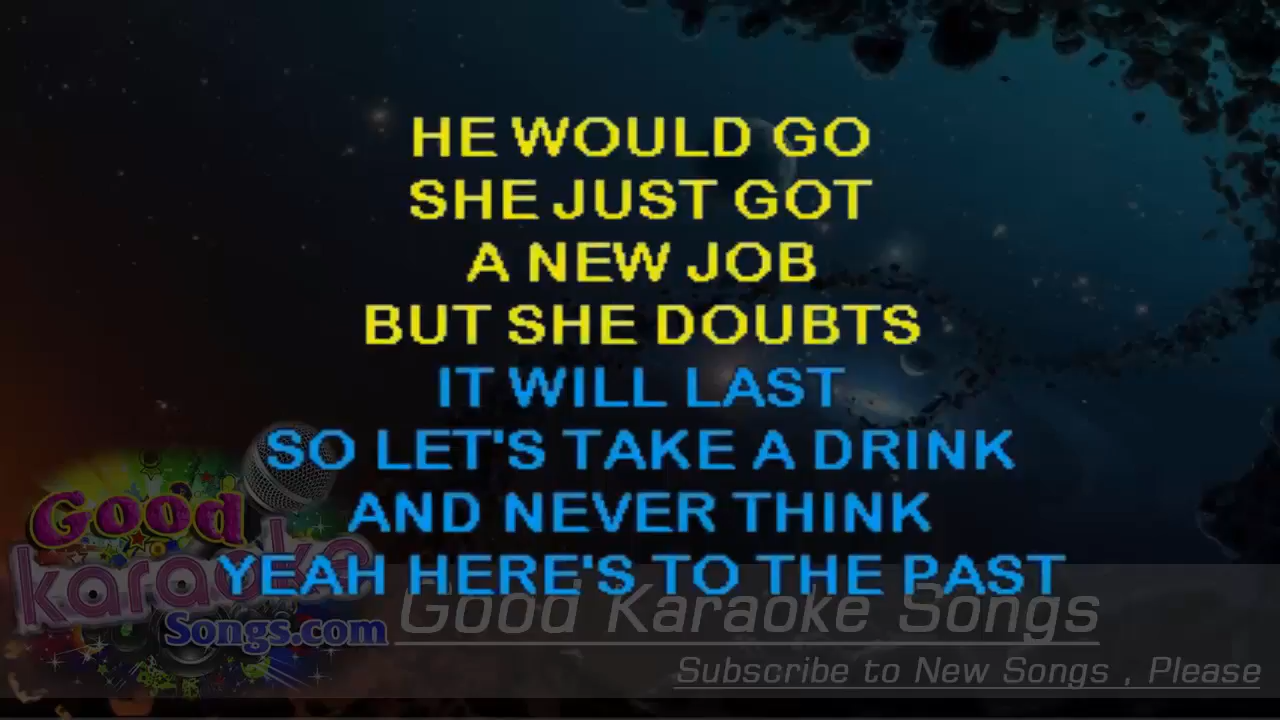 HE WOULD GO
SHE JUST GOT
A NEW JOB
BUT SHE DOUBTS
IT WILL LAST
SO LET'S TAKE A DRINK
AND NEVER THINK
YEAH HERE'S TO THE PAST
Good
karaoke
Songs.com
Good Karaoke Songs
Subscribe to New Songs , Please